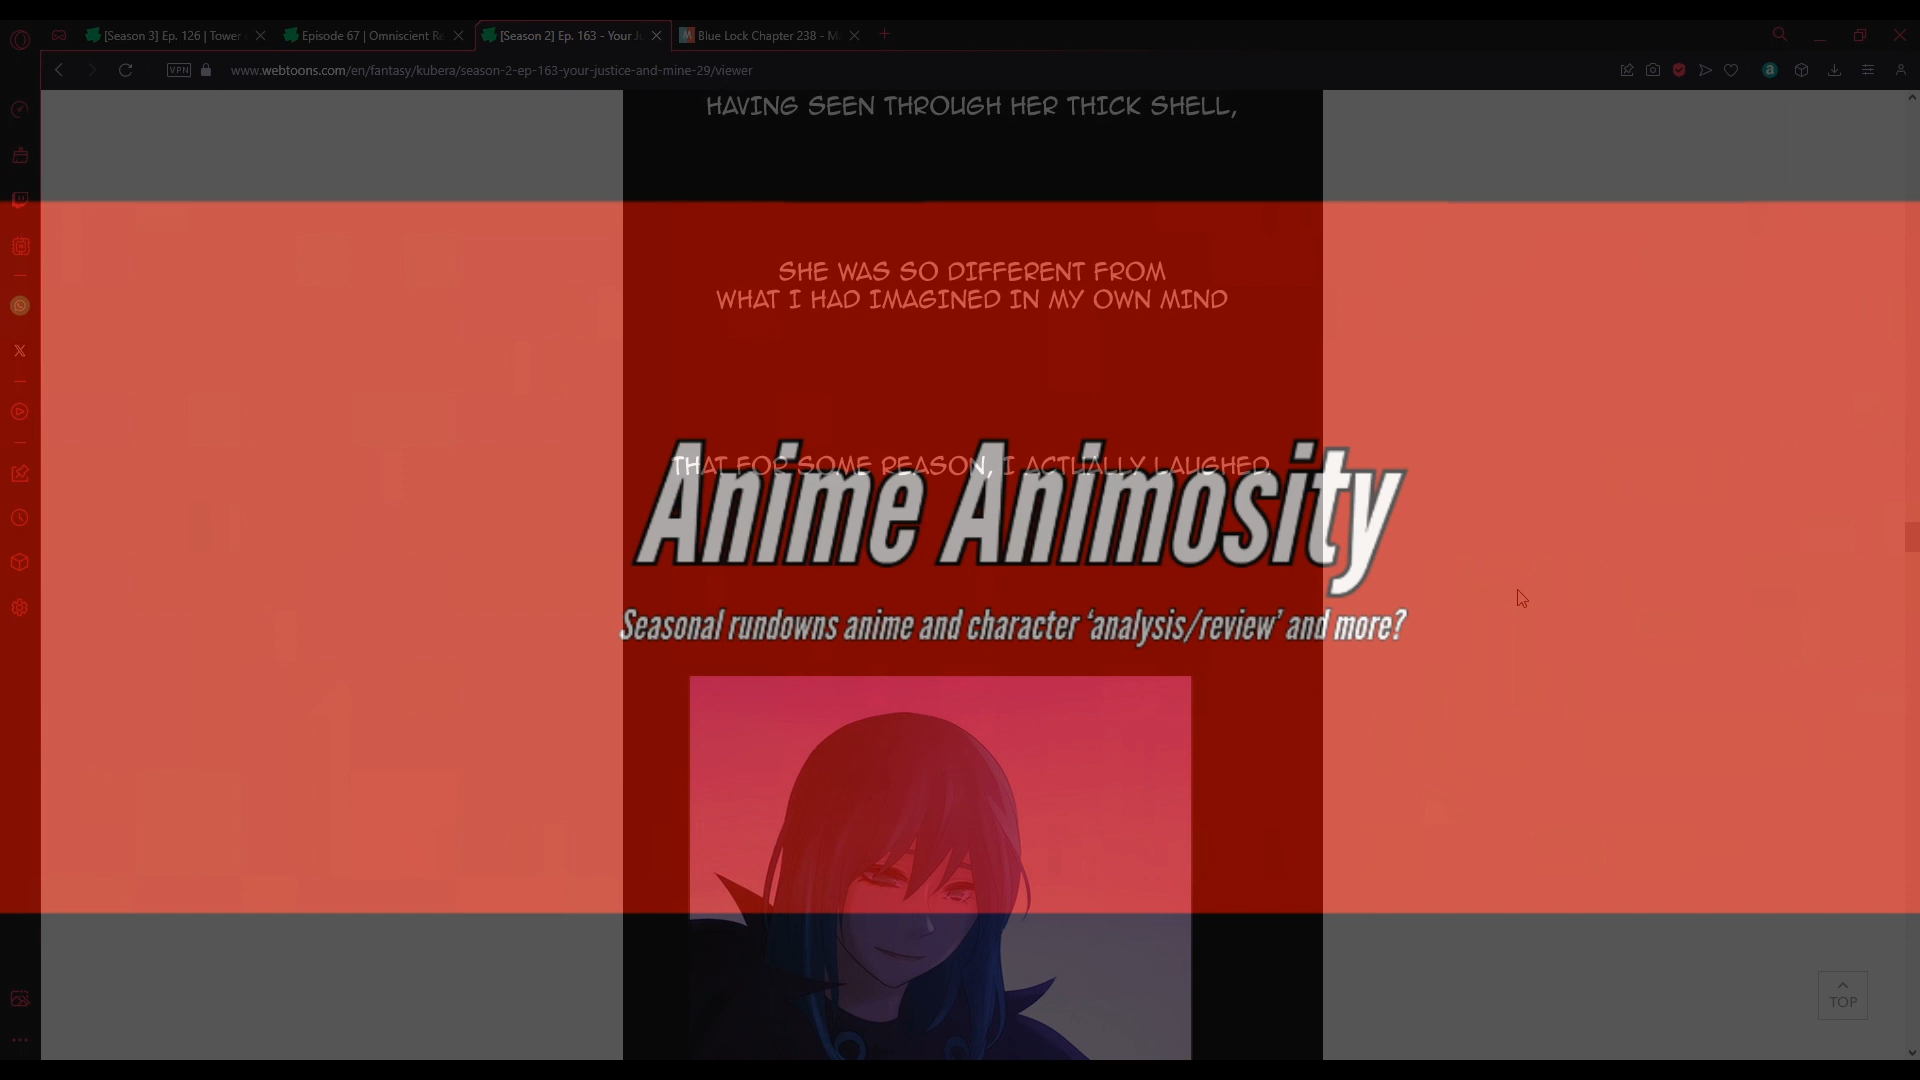 [Season 3] Ep. 126 | Tower
Episode 67 | Omniscient Re
[Season 2] Ep. 163 - Your Ju
Blue Lock Chapter 238 - M
VPN
www.webtoons.com/en/fantasy/kubera/season-2-ep-163-your-justice-and-mine-29/viewer
HAVING SEEN THROUGH HER THICK SHELL,
SHE WAS SO DIFFERENT FROM
WHAT I HAD IMAGINED IN MY OWN MIND
THAT FOR SOME REASON, I ACTUALLY LAUGHED.
Anime Animosity
Seasonal rundowns anime and character ‘analysis/review’ and more?
TOP